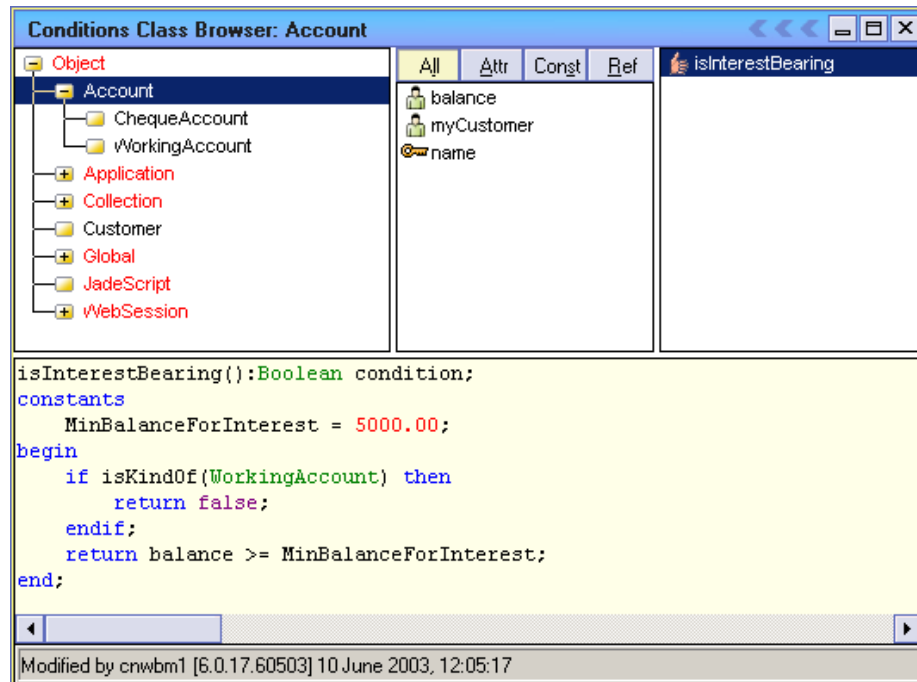 Conditions Class Browser: Account
Object
Account
ChequeAccount
WorkingAccount
Application
Collection
Customer
Global
JadeScript
WebSession
All Attr Const Ref
balance
myCustomer
name
isInterestBearing
isInterestBearing():Boolean condition;
constants
    MinBalanceForInterest = 5000.00;
begin
    if isKindOf(WorkingAccount) then
        return false;
    endif;
    return balance >= MinBalanceForInterest;
end;
Modified by cnwbm1 [6.0.17.60503] 10 June 2003, 12:05:17